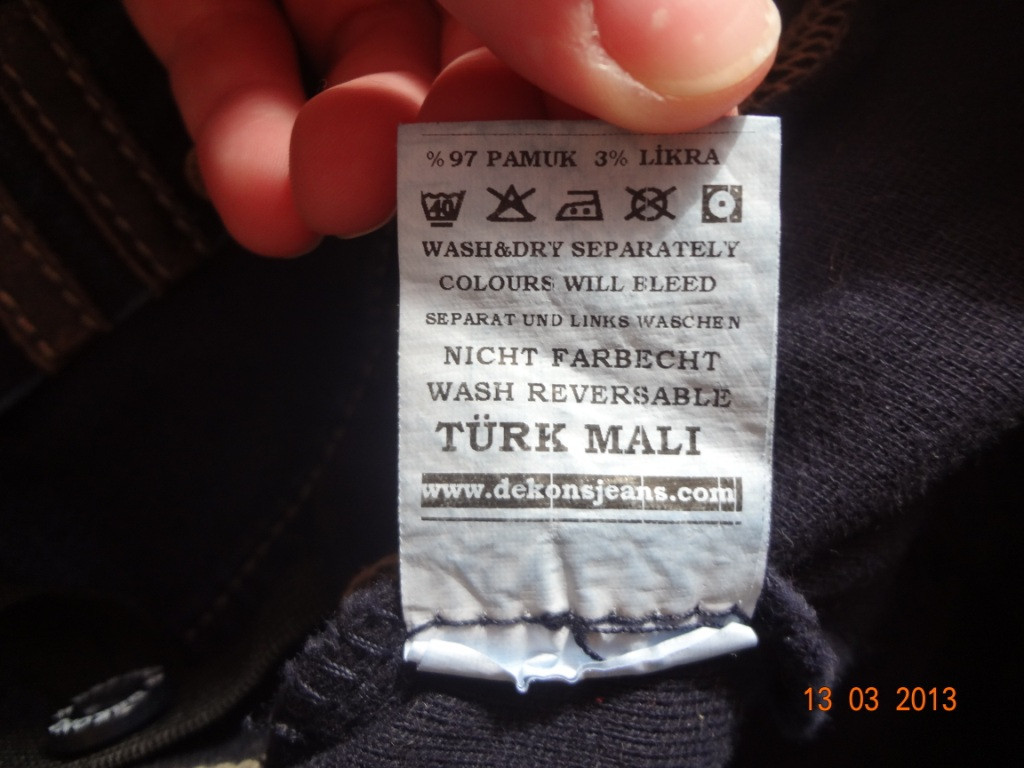 %97 PAMUK 3% LİKRA
40
WASH&DRY SEPARATELY
COLOURS WILL BLEED
SEPARAT UND LINKS WASCHEN
NICHT FARBECHT
WASH REVERSABLE
TÜRK MALI
www.dekonsjeans.com
13 03 2013